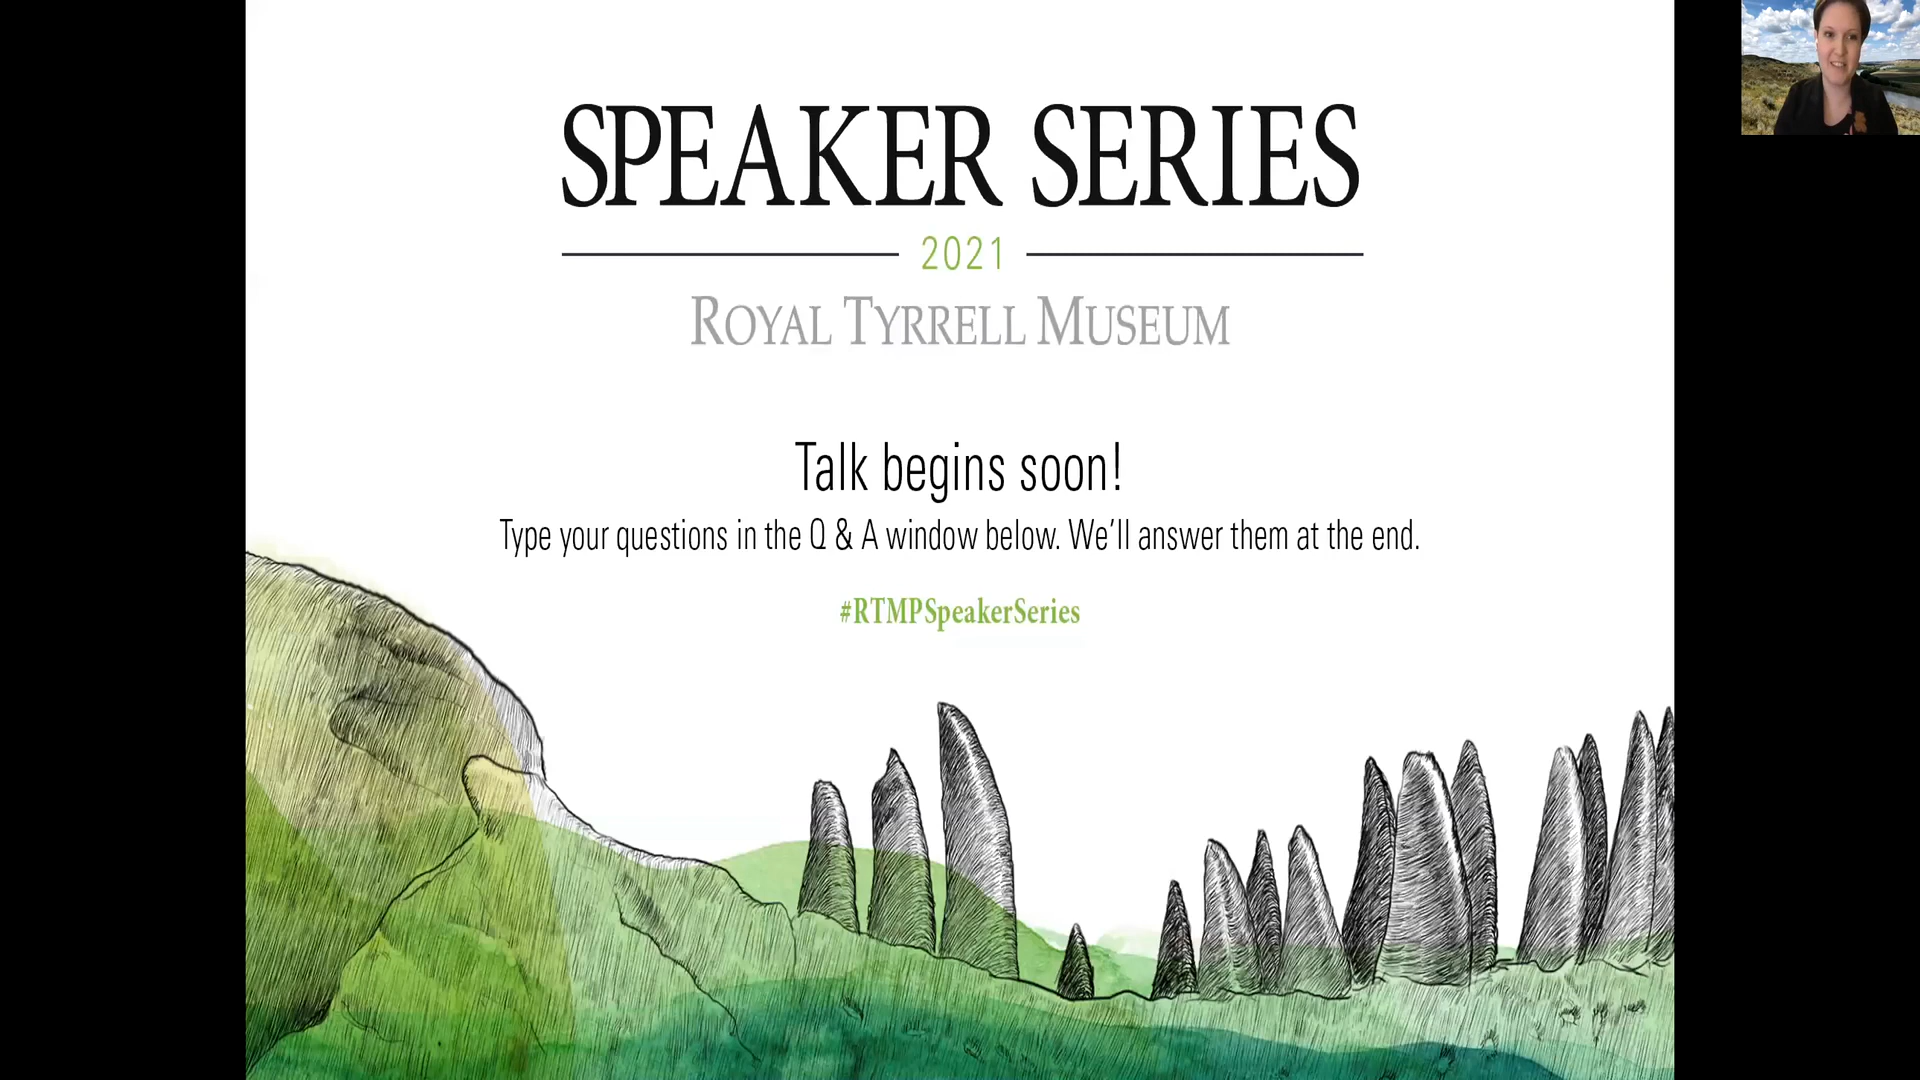 SPEAKER SERIES
2021
ROYAL TYRRELL MUSEUM
Talk begins soon!
Type your questions in the Q & A window below. We'll answer them at the end.
#RTMPSpeakerSeries